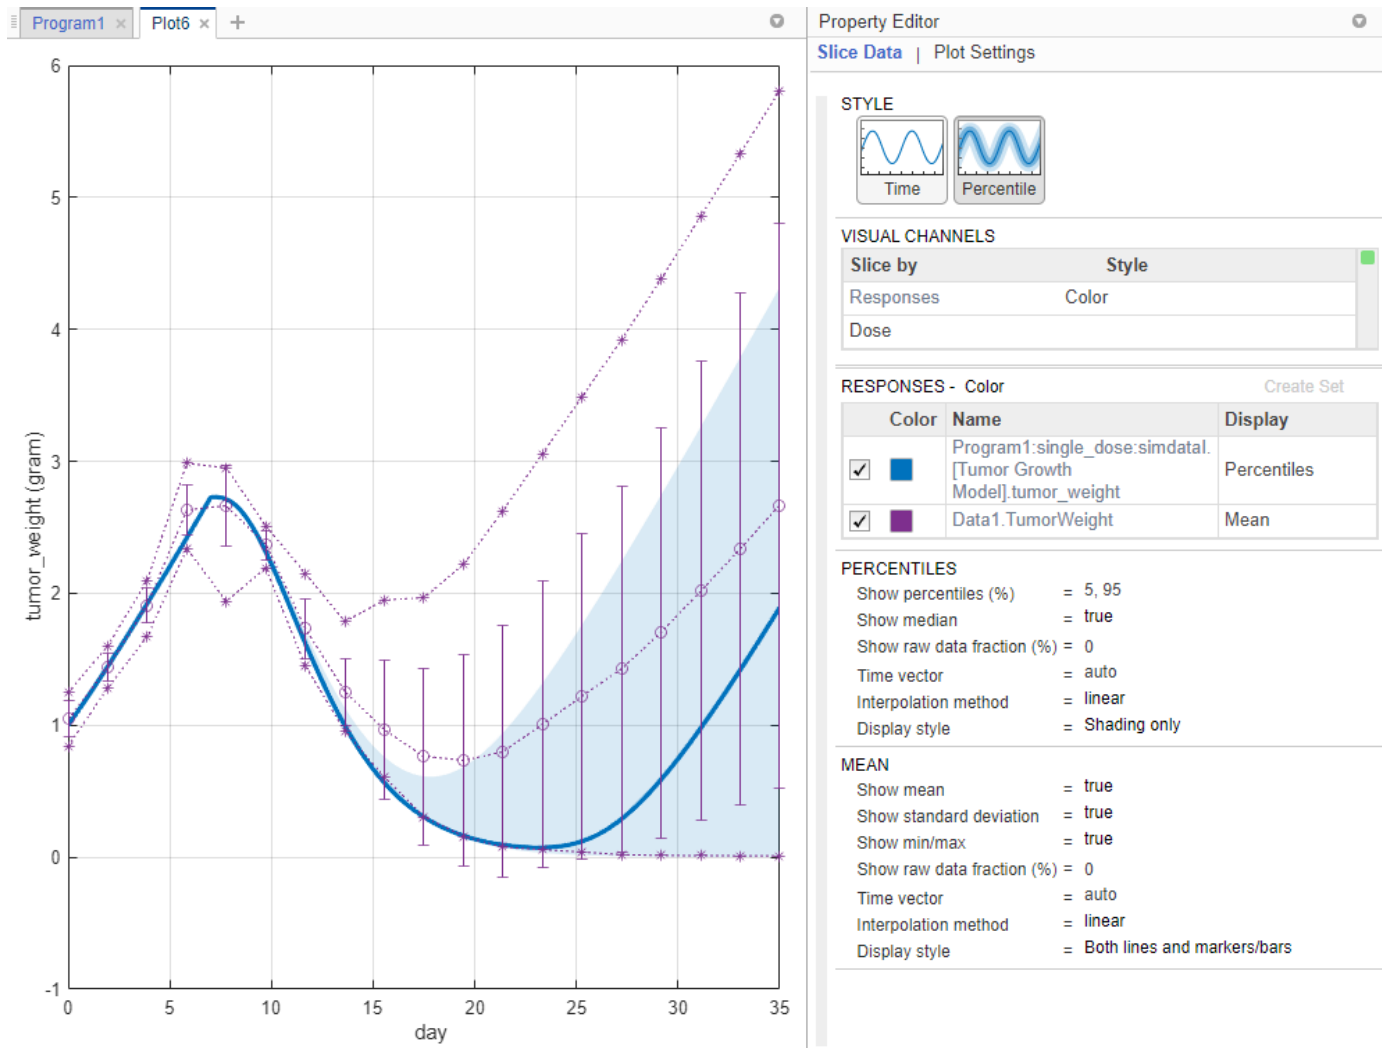 Program1 × Plot6 × +
Property Editor
Slice Data | Plot Settings
STYLE
Time
Percentile
VISUAL CHANNELS
Slice by Style
Responses Color
Dose
RESPONSES - Color Create Set
Color Name Display
Program1:single_dose:simdataI.
[Tumor Growth
Model].tumor_weight
Percentiles
Data1.TumorWeight Mean
PERCENTILES
Show percentiles (%) = 5, 95
Show median = true
Show raw data fraction (%) = 0
Time vector = auto
Interpolation method = linear
Display style = Shading only
MEAN
Show mean = true
Show standard deviation = true
Show min/max = true
Show raw data fraction (%) = 0
Time vector = auto
Interpolation method = linear
Display style = Both lines and markers/bars
6
5
4
3
2
1
0
-1
tumor_weight (gram)
0 5 10 15 20 25 30 35
day